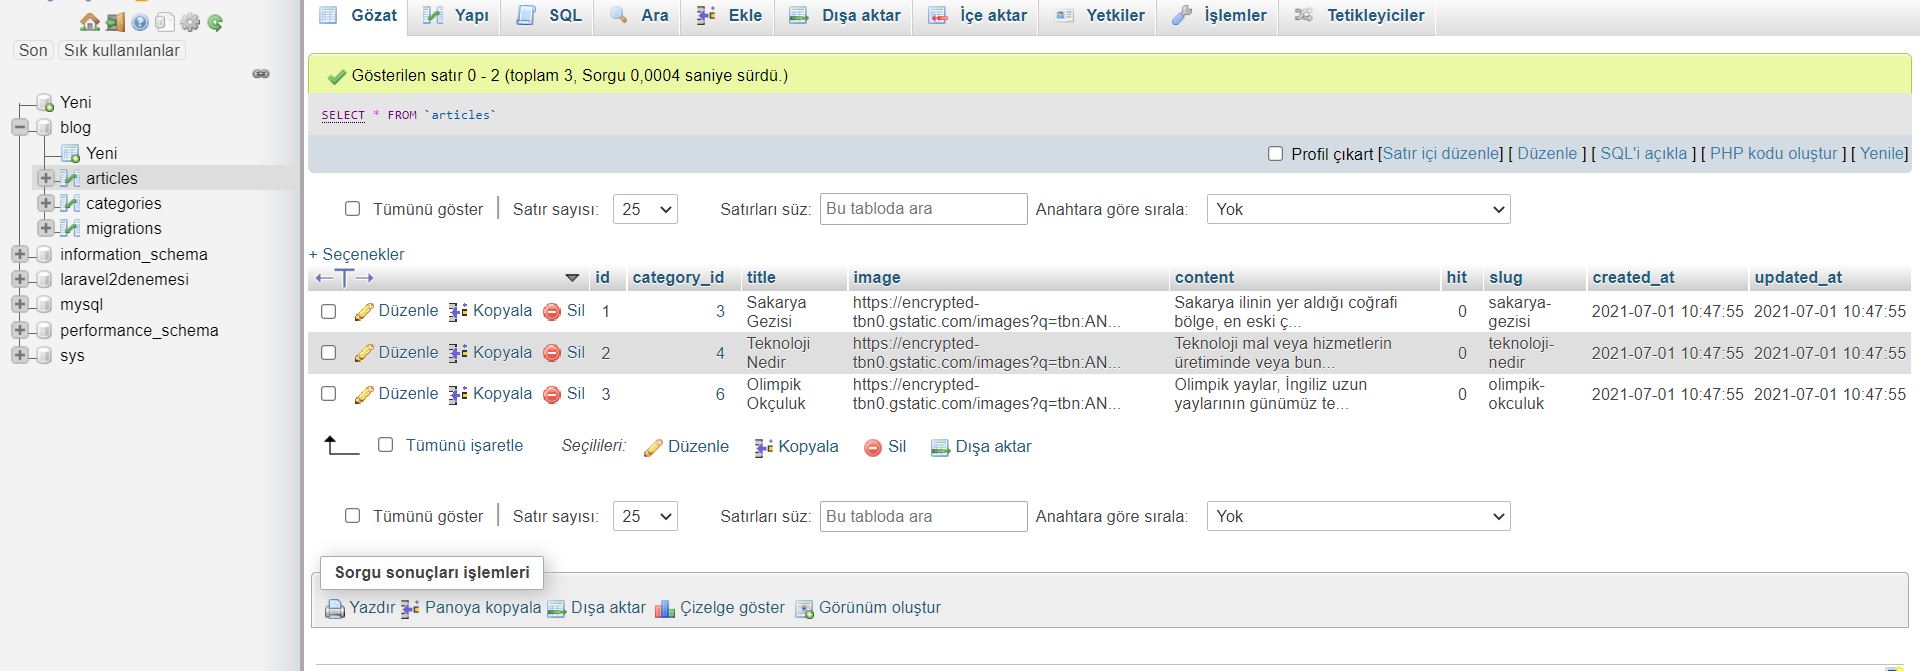 Gözat Yapı SQL Ara Ekle Dışa aktar İçe aktar Yetkiler İşlemler Tetikleyiciler
Son Sık kullanılanlar
Yeni
blog
Yeni
articles
categories
migrations
information_schema
laravel2denemesi
mysql
performance_schema
sys
Gösterilen satır 0 - 2 (toplam 3, Sorgu 0,0004 saniye sürdü.)
SELECT * FROM `articles`
Profil çıkart [Satır içi düzenle] [ Düzenle ] [ SQL'i açıkla ] [ PHP kodu oluştur ] [ Yenile]
Tümünü göster | Satır sayısı: 25 Satırları süz: Bu tabloda ara Anahtara göre sırala: Yok
+ Seçenekler
←T→ id category_id title image content hit slug created_at updated_at
Düzenle Kopyala Sil 1 3 Sakarya Gezisi https://encrypted-tbn0.gstatic.com/images?q=tbn:AN... Sakarya ilinin yer aldığı coğrafi bölge, en eski ç... 0 sakarya-gezisi 2021-07-01 10:47:55 2021-07-01 10:47:55
Düzenle Kopyala Sil 2 4 Teknoloji Nedir https://encrypted-tbn0.gstatic.com/images?q=tbn:AN... Teknoloji mal veya hizmetlerin üretiminde veya bun... 0 teknoloji-nedir 2021-07-01 10:47:55 2021-07-01 10:47:55
Düzenle Kopyala Sil 3 6 Olimpik Okçuluk https://encrypted-tbn0.gstatic.com/images?q=tbn:AN... Olimpik yaylar, İngiliz uzun yaylarının günümüz te... 0 olimpik-okculuk 2021-07-01 10:47:55 2021-07-01 10:47:55
Tümünü işaretle Seçilileri: Düzenle Kopyala Sil Dışa aktar
Tümünü göster | Satır sayısı: 25 Satırları süz: Bu tabloda ara Anahtara göre sırala: Yok
Sorgu sonuçları işlemleri
Yazdır Panoya kopyala Dışa aktar Çizelge göster Görünüm oluştur